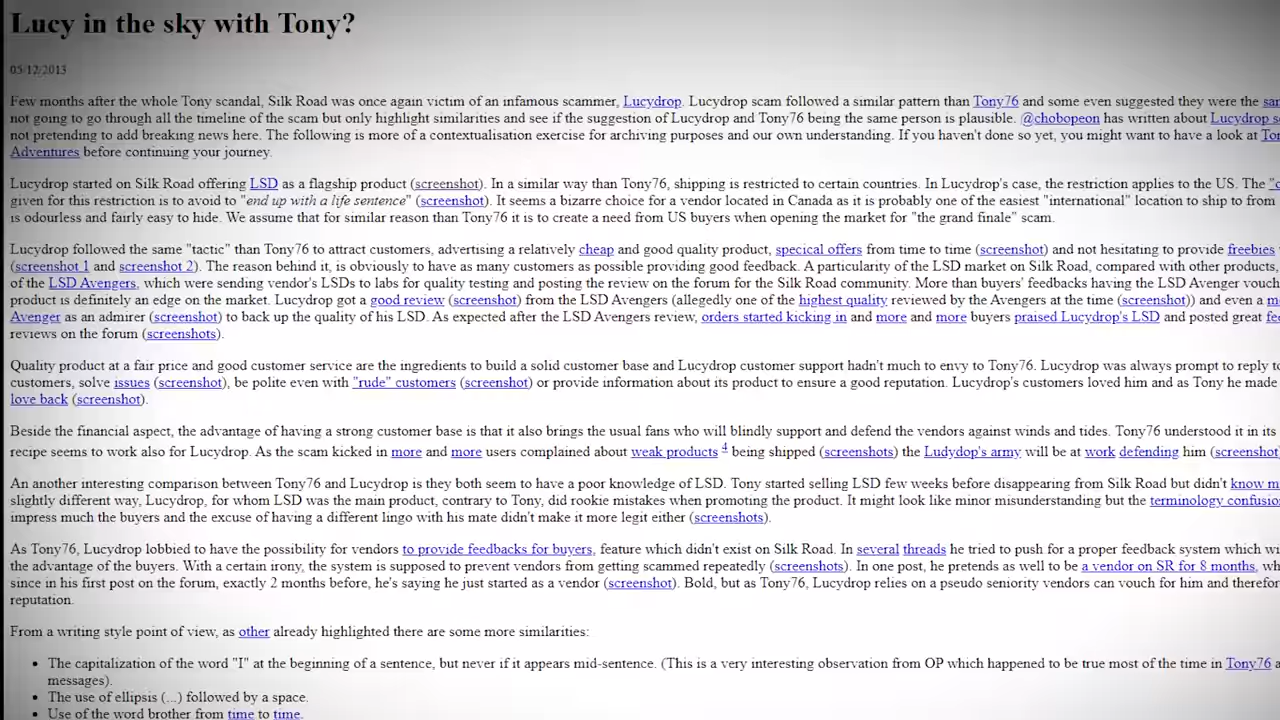 Lucy in the sky with Tony?
05/12/2013
Few months after the whole Tony scandal, Silk Road was once again victim of an infamous scammer, Lucydrop. Lucydrop scam followed a similar pattern than Tony76 and some even suggested they were the
not going to go through all the timeline of the scam but only highlight similarities and see if the suggestion of Lucydrop and Tony76 being the same person is plausible. @chobopeon has written about Lucydrop
not pretending to add breaking news here. The following is more of a contextualisation exercise for archiving purposes and our own understanding. If you haven't done so yet, you might want to have a look at
Adventures before continuing your journey.
Lucydrop started on Silk Road offering LSD as a flagship product (screenshot). In a similar way than Tony76, shipping is restricted to certain countries. In Lucydrop's case, the restriction applies to the US. The
given for this restriction is to avoid to "end up with a life sentence" (screenshot). It seems a bizarre choice for a vendor located in Canada as it is probably one of the easiest "international" location to ship to from
is odourless and fairly easy to hide. We assume that for similar reason than Tony76 it is to create a need from US buyers when opening the market for "the grand finale" scam.
Lucydrop followed the same "tactic" than Tony76 to attract customers, advertising a relatively cheap and good quality product, specical offers from time to time (screenshot) and not hesitating to provide freebies
(screenshot 1 and screenshot 2). The reason behind it, is obviously to have as many customers as possible providing good feedback. A particularity of the LSD market on Silk Road, compared with other products,
of the LSD Avengers, which were sending vendor's LSDs to labs for quality testing and posting the review on the forum for the Silk Road community. More than buyers' feedbacks having the LSD Avenger vouch
product is definitely an edge on the market. Lucydrop got a good review (screenshot) from the LSD Avengers (allegedly one of the highest quality reviewed by the Avengers at the time (screenshot)) and even a
Avenger as an admirer (screenshot) to back up the quality of his LSD. As expected after the LSD Avengers review, orders started kicking in and more and more buyers praised Lucydrop's LSD and posted great
reviews on the forum (screenshots).
Quality product at a fair price and good customer service are the ingredients to build a solid customer base and Lucydrop customer support hadn't much to envy to Tony76. Lucydrop was always prompt to reply to
customers, solve issues (screenshot), be polite even with "rude" customers (screenshot) or provide information about its product to ensure a good reputation. Lucydrop's customers loved him and as Tony he made
love back (screenshot).
Beside the financial aspect, the advantage of having a strong customer base is that it also brings the usual fans who will blindly support and defend the vendors against winds and tides. Tony76 understood it in its
recipe seems to work also for Lucydrop. As the scam kicked in more and more users complained about weak products 4 being shipped (screenshots) the Ludydop's army will be at work defending him (screenshot
An another interesting comparison between Tony76 and Lucydrop is they both seem to have a poor knowledge of LSD. Tony started selling LSD few weeks before disappearing from Silk Road but didn't know
slightly different way, Lucydrop, for whom LSD was the main product, contrary to Tony, did rookie mistakes when promoting the product. It might look like minor misunderstanding but the terminology
impress much the buyers and the excuse of having a different lingo with his mate didn't make it more legit either (screenshots).
As Tony76, Lucydrop lobbied to have the possibility for vendors to provide feedbacks for buyers, feature which didn't exist on Silk Road. In several threads he tried to push for a proper feedback system which
the advantage of the buyers. With a certain irony, the system is supposed to prevent vendors from getting scammed repeatedly (screenshots). In one post, he pretends as well to be a vendor on SR for 8 months,
since in his first post on the forum, exactly 2 months before, he's saying he just started as a vendor (screenshot). Bold, but as Tony76, Lucydrop relies on a pseudo seniority vendors can vouch for him and
reputation.
From a writing style point of view, as other already highlighted there are some more similarities:
• The capitalization of the word "I" at the beginning of a sentence, but never if it appears mid-sentence. (This is a very interesting observation from OP which happened to be true most of the time in Tony76
messages).
• The use of ellipsis (...) followed by a space.
• Use of the word brother from time to time.